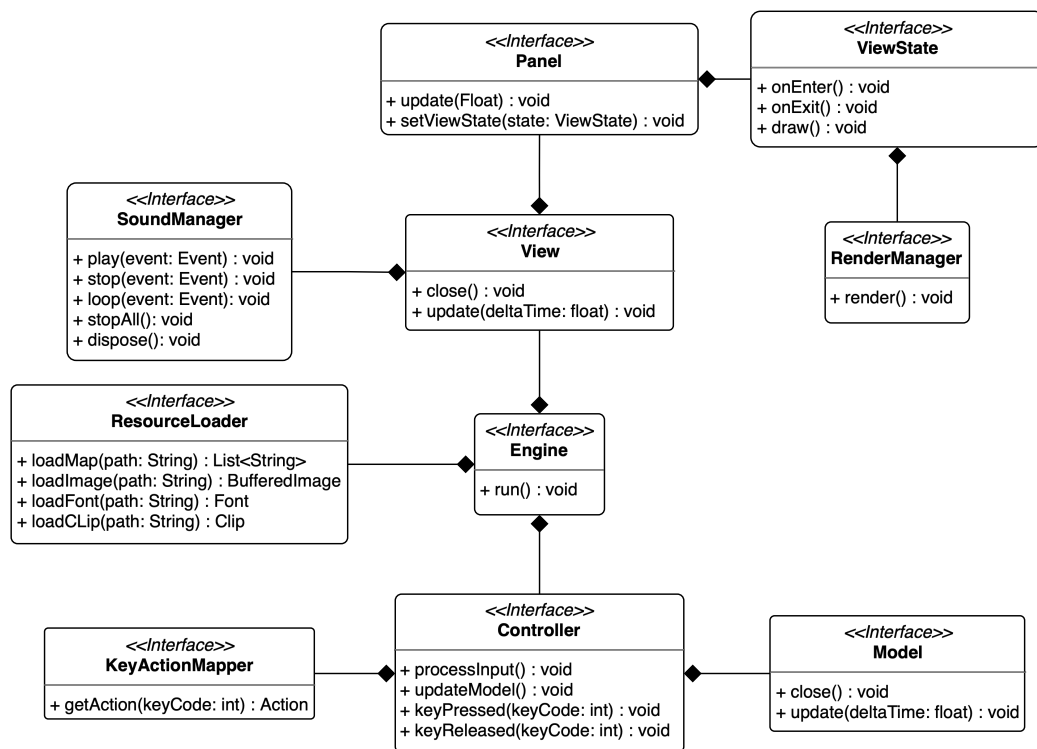 <<Interface>>
Panel
+ update(Float) : void
+ setViewState(state: ViewState) : void
<<Interface>>
ViewState
+ onEnter() : void
+ onExit() : void
+ draw() : void
<<Interface>>
SoundManager
+ play(event: Event) : void
+ stop(event: Event) : void
+ loop(event: Event): void
+ stopAll(): void
+ dispose(): void
<<Interface>>
View
+ close() : void
+ update(deltaTime: float) : void
<<Interface>>
RenderManager
+ render() : void
<<Interface>>
ResourceLoader
+ loadMap(path: String) : List<String>
+ loadImage(path: String) : BufferedImage
+ loadFont(path: String) : Font
+ loadCLip(path: String) : Clip
<<Interface>>
Engine
+ run() : void
<<Interface>>
KeyActionMapper
+ getAction(keyCode: int) : Action
<<Interface>>
Controller
+ processInput() : void
+ updateModel() : void
+ keyPressed(keyCode: int) : void
+ keyReleased(keyCode: int) : void
<<Interface>>
Model
+ close() : void
+ update(deltaTime: float) : void